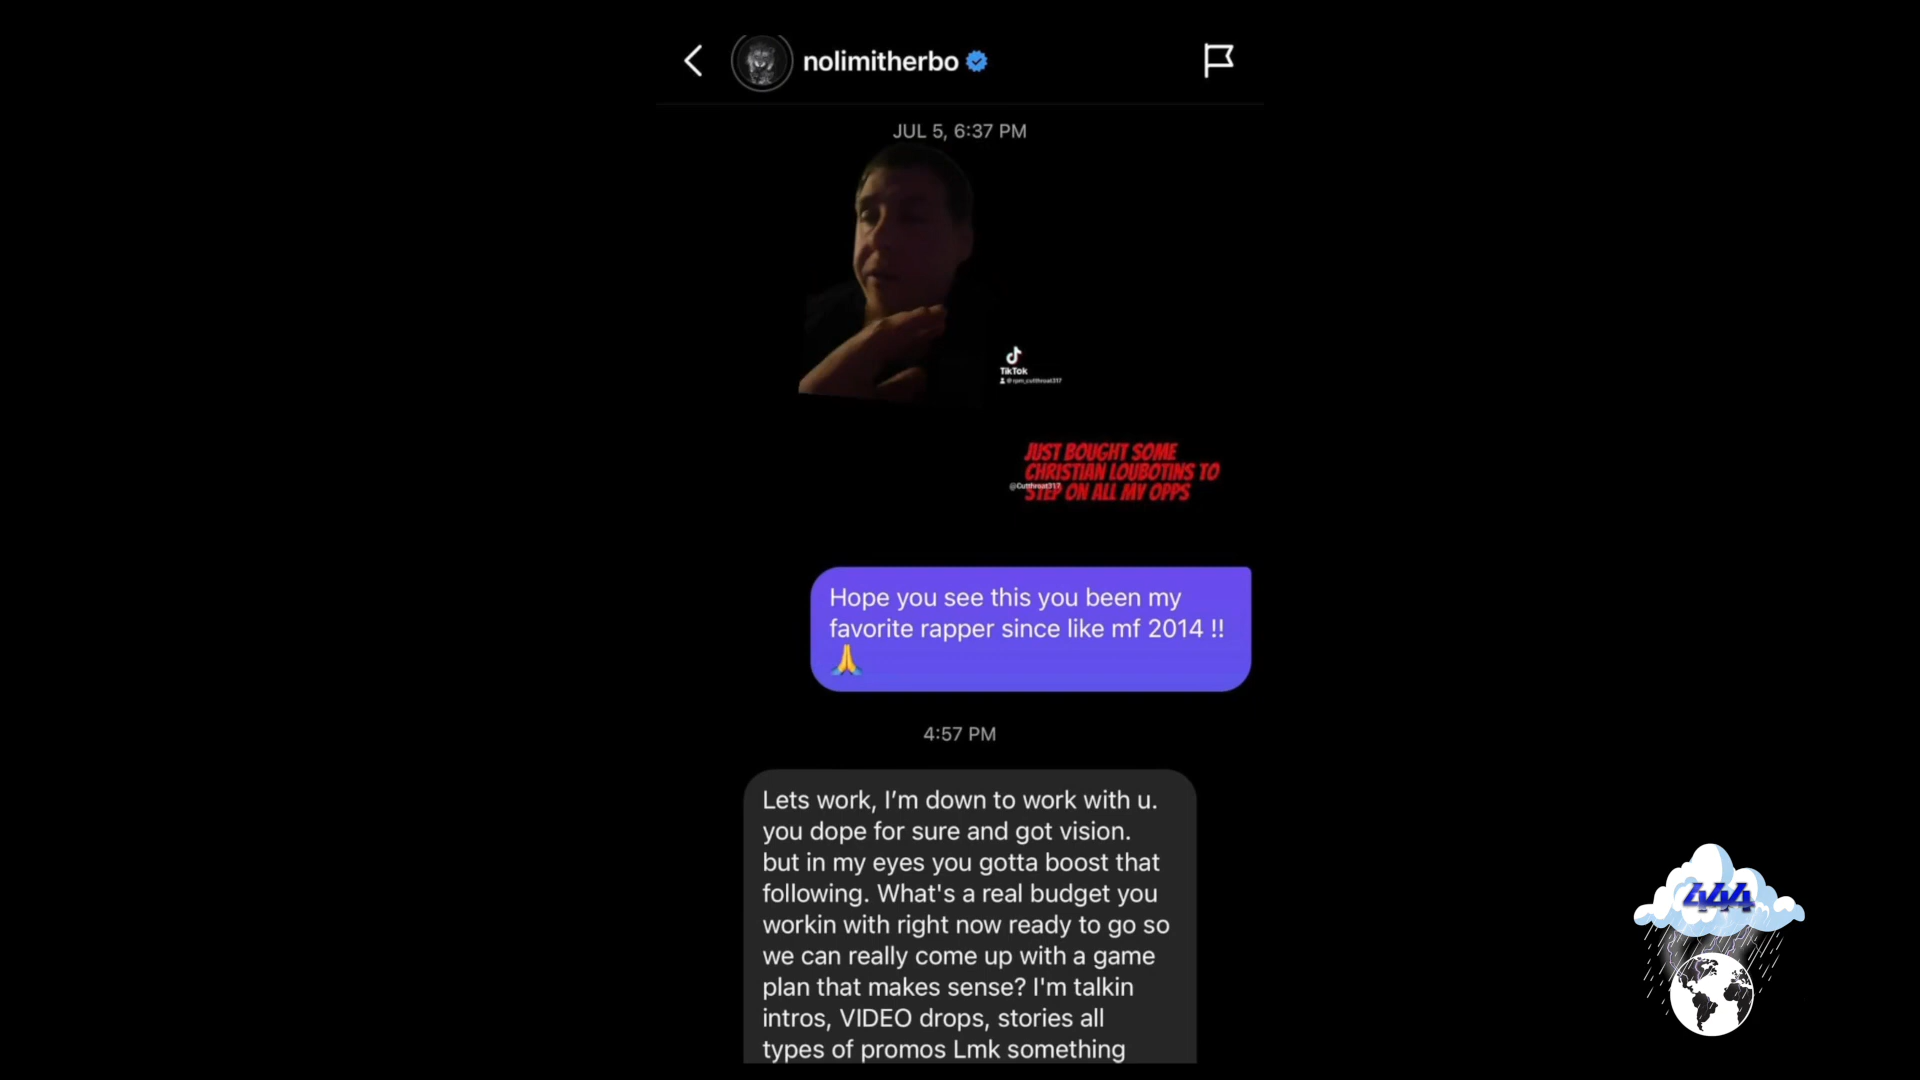 nolimitherbo
JUL 5, 6:37 PM
TikTok
@rpm_cutthroat317
JUST BOUGHT SOME
CHRISTIAN LOUBOTINS TO
@Cutthroat317
STEP ON ALL MY OPPS
Hope you see this you been my
favorite rapper since like mf 2014 !!
🙏
4:57 PM
Lets work, I’m down to work with u.
you dope for sure and got vision.
but in my eyes you gotta boost that
following. What's a real budget you
workin with right now ready to go so
we can really come up with a game
plan that makes sense? I'm talkin
intros, VIDEO drops, stories all
types of promos Lmk something
444